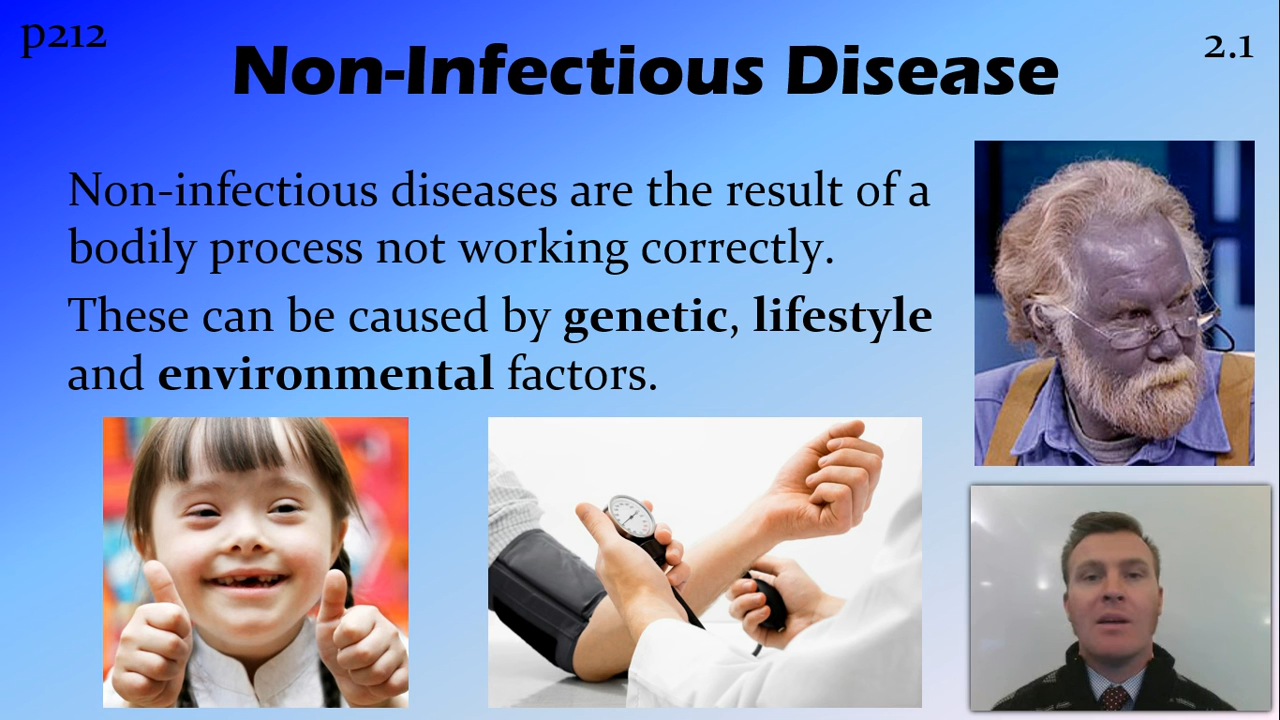 p212
2.1
Non-Infectious Disease
Non-infectious diseases are the result of a
bodily process not working correctly.
These can be caused by genetic, lifestyle
and environmental factors.